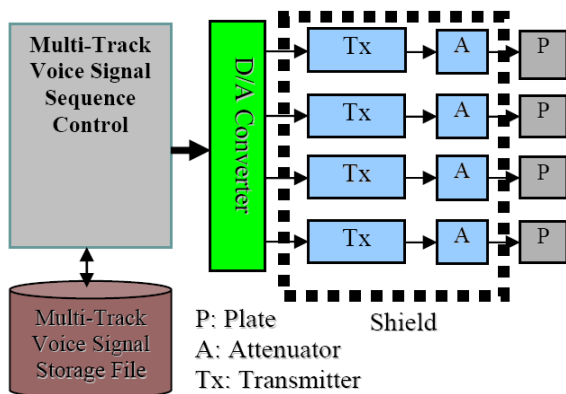 Multi-Track
Voice Signal
Sequence
Control
D/A Converter
Tx
A
P
Tx
A
P
Tx
A
P
Tx
A
P
Shield
Multi-Track
Voice Signal
Storage File
P: Plate
A: Attenuator
Tx: Transmitter